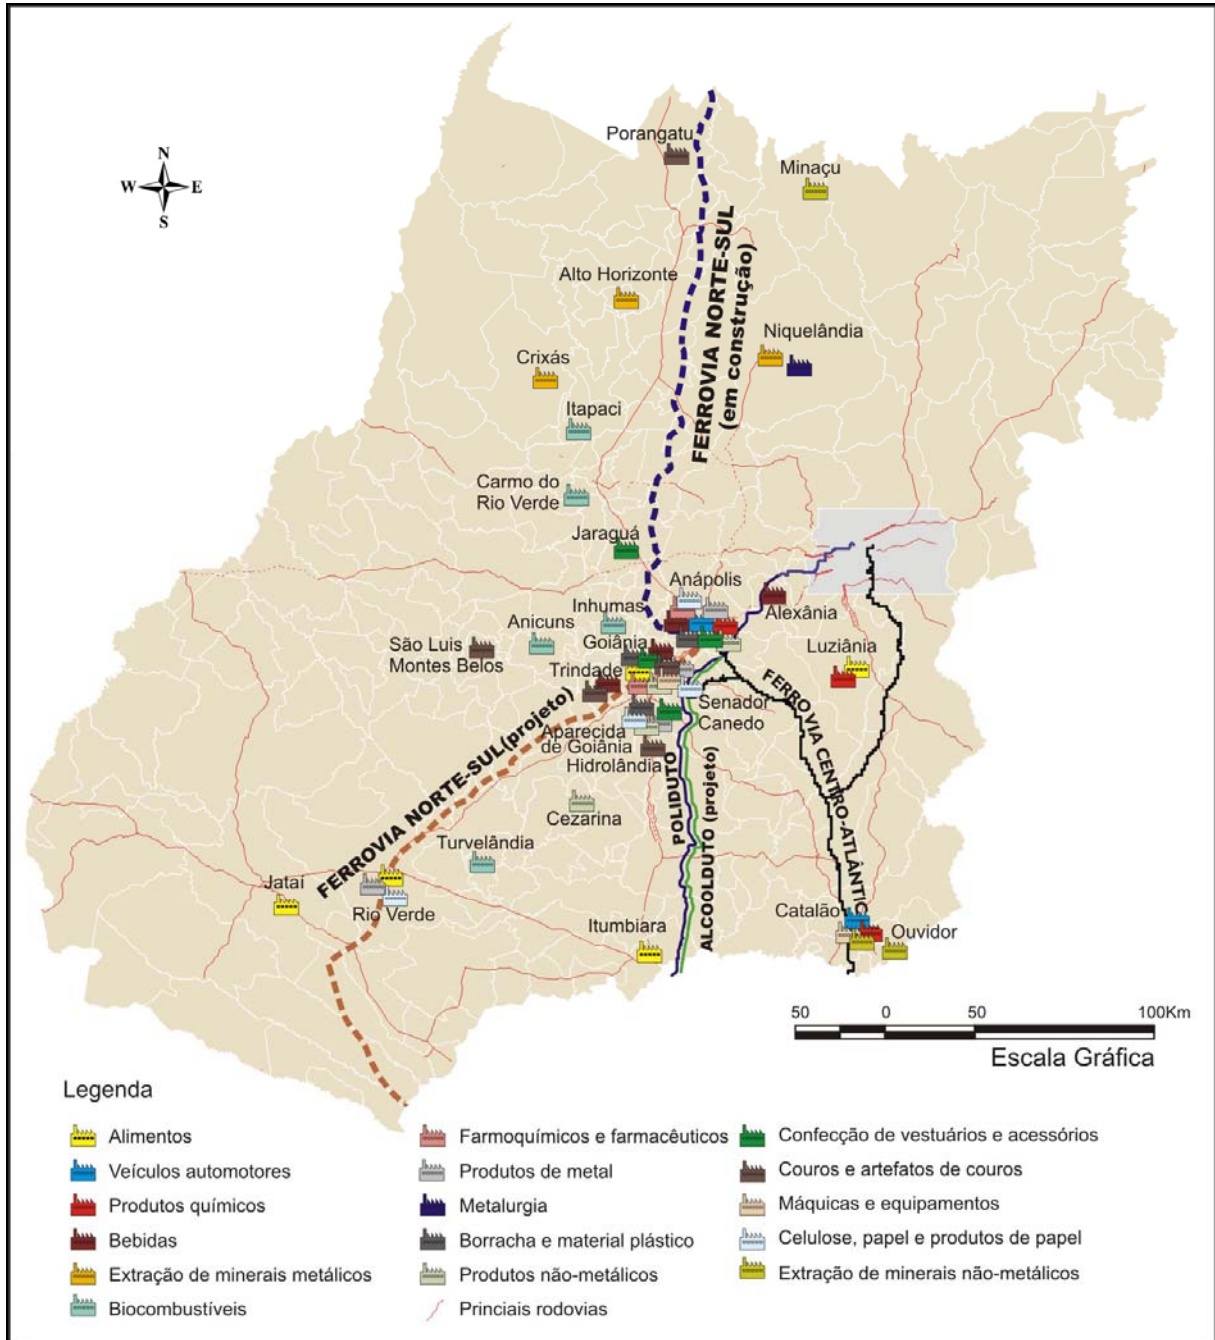 Porangatu
Minaçu
N
W
E
S
FERROVIA NORTE-SUL
(em construção)
Alto Horizonte
Niquelândia
Crixás
Itapaci
Carmo do
Rio Verde
Jaraguá
Anápolis
Inhumas
Alexânia
Anicuns
São Luis
Montes Belos
Goiânia
Luziânia
Trindade
Senador
Canedo
FERROVIA CENTRO-ATLÁNTIC
Aparecida
de Goiânia
Hidrolândia
FERROVIA NORTE-SUL(projeto)
POLIDUTO
ALCOOLDUTO (projeto)
Cezarina
Turvelândia
Jataí
Rio Verde
Catalão
Ouvidor
Itumbiara
50 0 50 100Km
Escala Gráfica
Legenda
Alimentos
Veículos automotores
Produtos químicos
Bebidas
Extração de minerais metálicos
Biocombustíveis
Farmoquímicos e farmacêuticos
Produtos de metal
Metalurgia
Borracha e material plástico
Produtos não-metálicos
Princiais rodovias
Confecção de vestuários e acessórios
Couros e artefatos de couros
Máquicas e equipamentos
Celulose, papel e produtos de papel
Extração de minerais não-metálicos